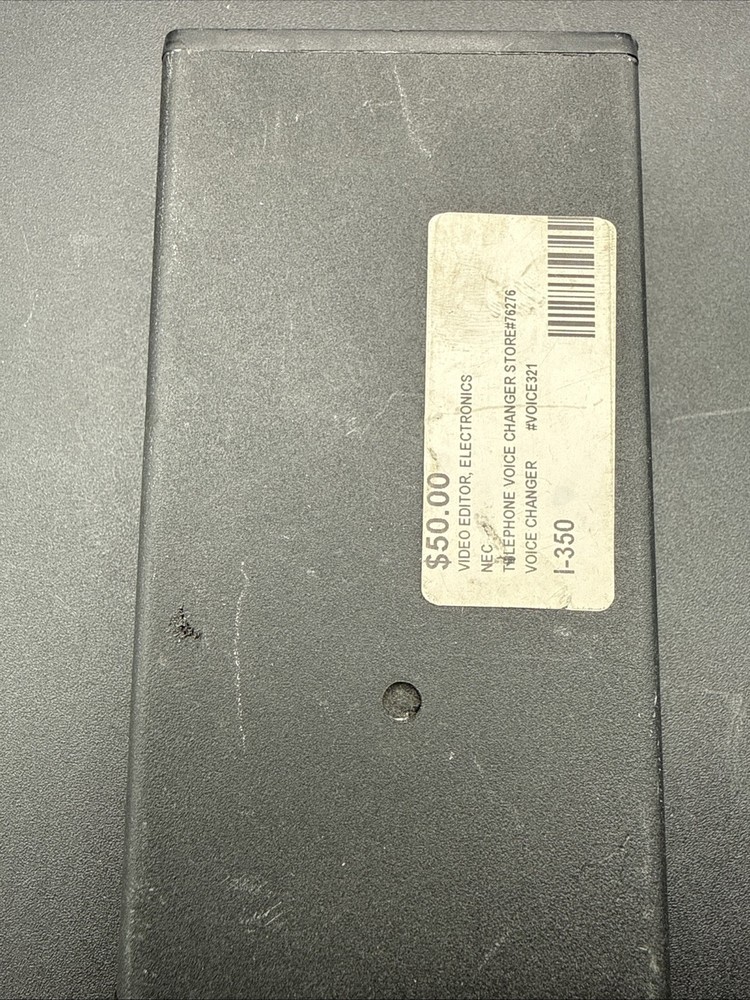 $50.00
VIDEO EDITOR, ELECTRONICS
NEC
TELEPHONE VOICE CHANGER STORE#76276
VOICE CHANGER #VOICE321
I-350